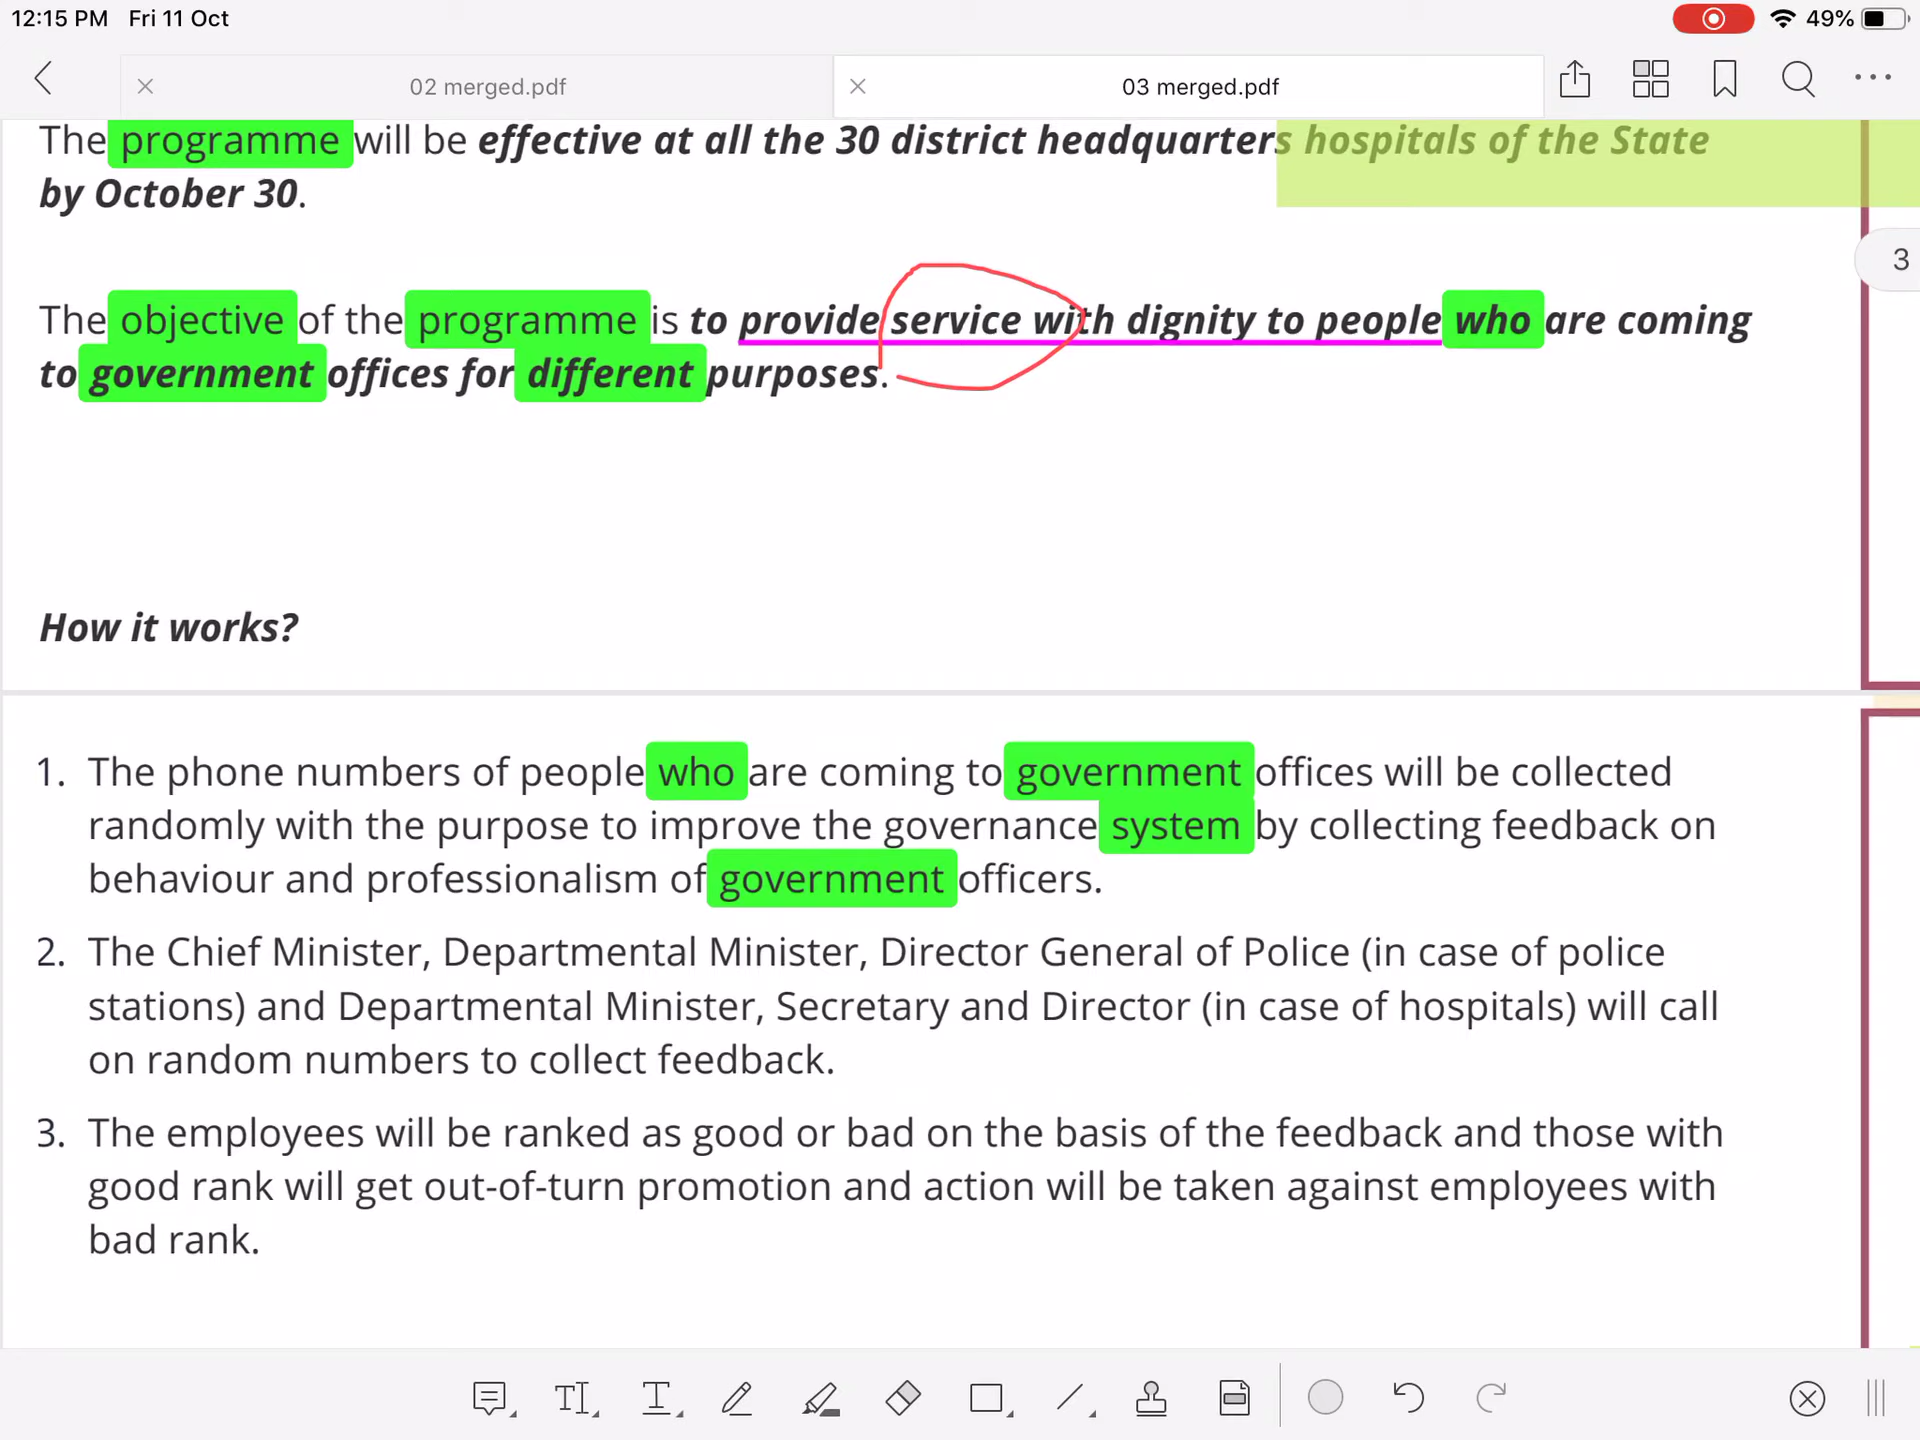 12:15 PM Fri 11 Oct 49%
02 merged.pdf 03 merged.pdf
The programme will be effective at all the 30 district headquarters hospitals of the State
by October 30.
3
The objective of the programme is to provide service with dignity to people who are coming
to government offices for different purposes.
How it works?
1. The phone numbers of people who are coming to government offices will be collected
randomly with the purpose to improve the governance system by collecting feedback on
behaviour and professionalism of government officers.
2. The Chief Minister, Departmental Minister, Director General of Police (in case of police
stations) and Departmental Minister, Secretary and Director (in case of hospitals) will call
on random numbers to collect feedback.
3. The employees will be ranked as good or bad on the basis of the feedback and those with
good rank will get out-of-turn promotion and action will be taken against employees with
bad rank.